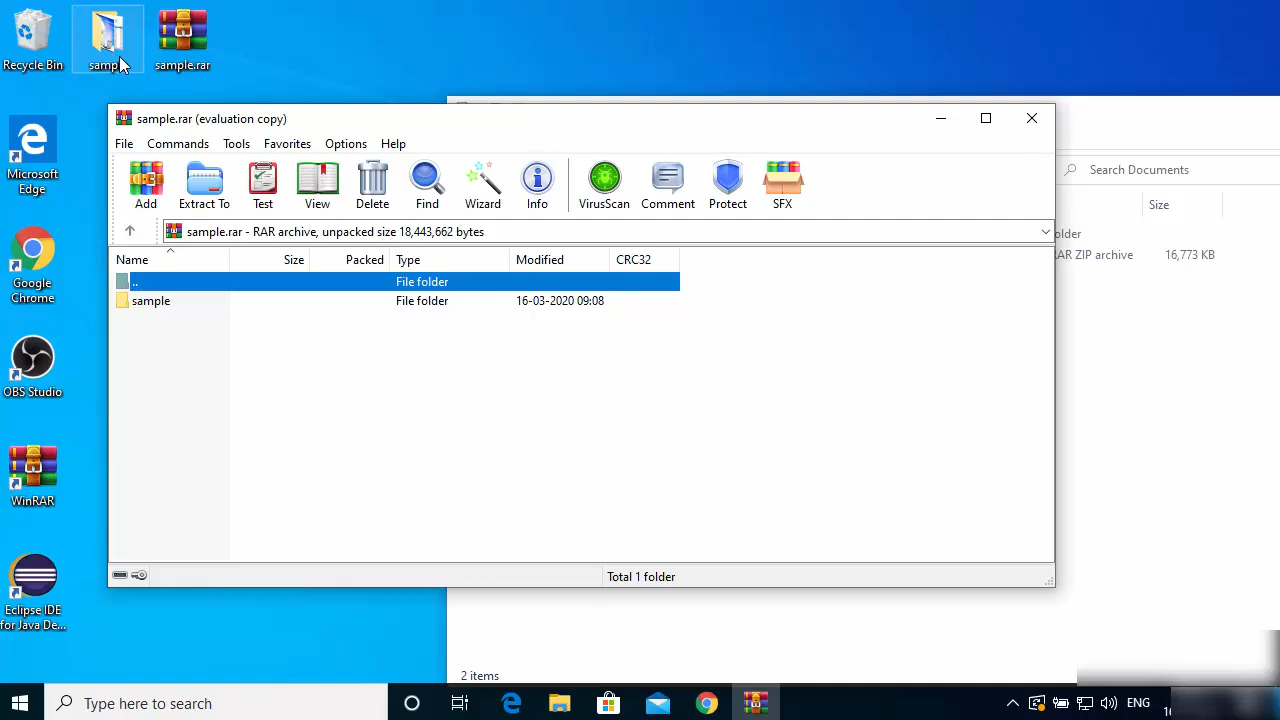 Recycle Bin
sample.rar
Microsoft
Edge
Google
Chrome
OBS Studio
WinRAR
Eclipse IDE
for Java De...
sample.rar (evaluation copy)
File Commands Tools Favorites Options Help
Add Extract To Test View Delete Find Wizard Info VirusScan Comment Protect SFX
sample.rar - RAR archive, unpacked size 18,443,662 bytes
Name Size Packed Type Modified CRC32
.. File folder
sample File folder 16-03-2020 09:08
Total 1 folder
Search Documents
Size
older
AR ZIP archive 16,773 KB
2 items
Type here to search
ENG